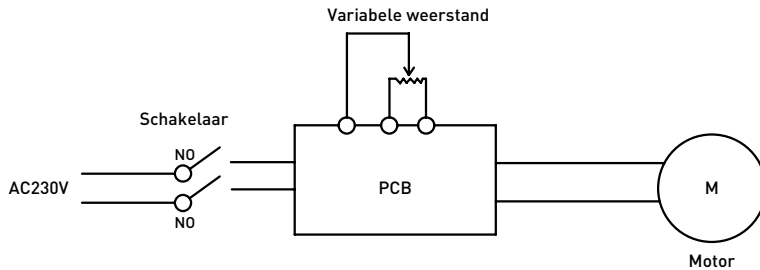 Variabele weerstand
Schakelaar
NO
AC230V
NO
PCB
M
Motor